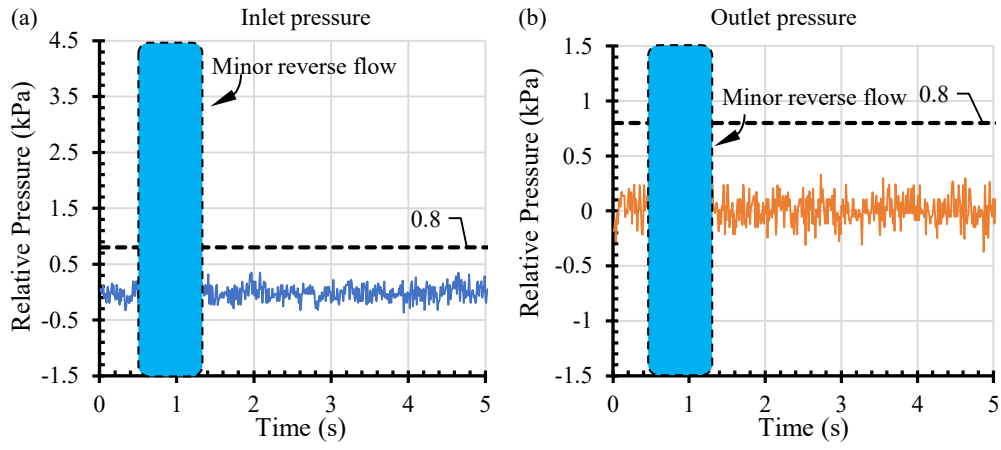 (a)
Inlet pressure
4.5
3.5
2.5
1.5
0.5
-0.5
-1.5
Relative Pressure (kPa)
Minor reverse flow
0.8
0
1
2
3
4
5
Time (s)
(b)
Outlet pressure
1.5
1
0.5
0
-0.5
-1
-1.5
Relative Pressure (kPa)
Minor reverse flow
0.8
0
1
2
3
4
5
Time (s)